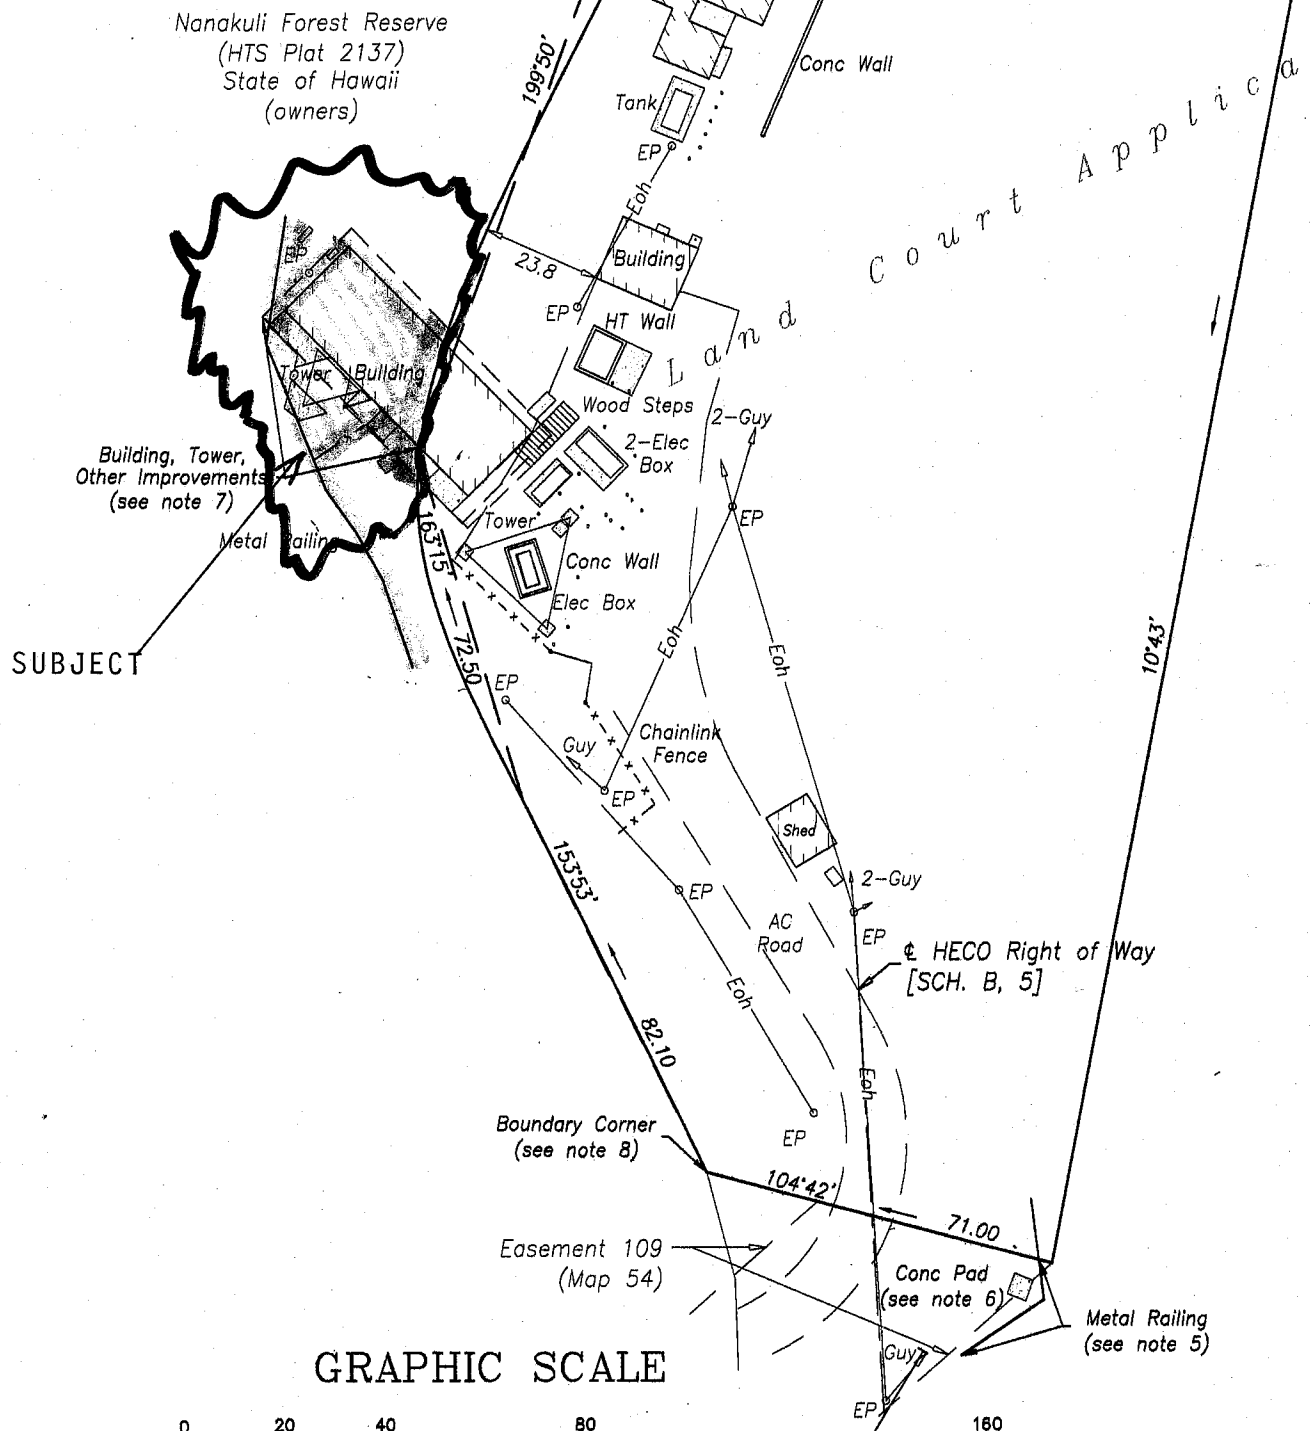 Nanakuli Forest Reserve
(HTS Plat 2137)
State of Hawaii
(owners)
199°50'
Conc Wall
Tank
EP
Eoh
Land Court Applica
Building
23.8
EP
HT Wall
EP
Tower
Building
Wood Steps
2-Guy
2-Elec
Box
Building, Tower,
Other Improvements
(see note 7)
EP
Metal Railing
163°15'
Tower
Conc Wall
Elec Box
SUBJECT
72.50
Eoh
Eoh
10°43'
EP
Guy
Chainlink
Fence
EP
Shed
153°53'
EP
2-Guy
AC
Road
EP
℄ HECO Right of Way
[SCH. B, 5]
Eoh
82.10
Eoh
Boundary Corner
(see note 8)
EP
104°42'
71.00
Easement 109
(Map 54)
Conc Pad
(see note 6)
Metal Railing
(see note 5)
Guy
EP
GRAPHIC SCALE
0 20 40 80 160